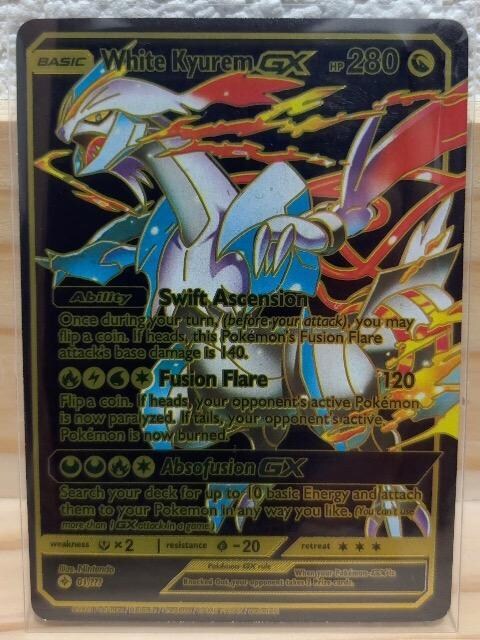 BASIC White Kyurem GX HP 280
Ability Swift Ascension
Once during your turn, (before your attack), you may
flip a coin. If heads, this Pokémon's Fusion Flare
attack's base damage is 140.
Fusion Flare 120
Flip a coin. If heads, your opponent's active Pokémon
is now paralyzed. If tails, your opponent's active
Pokémon is now burned.
Absofusion GX
Search your deck for up to 10 basic Energy and attach
them to your Pokemon in any way you like. (You can't use
more than 1 GX attack in a game)
weakness ×2 resistance -20 retreat
Illus. Nintendo
01/???
Pokémon GX rule
When your Pokémon-GX is
Knocked Out, your opponent takes 2 Prize cards.